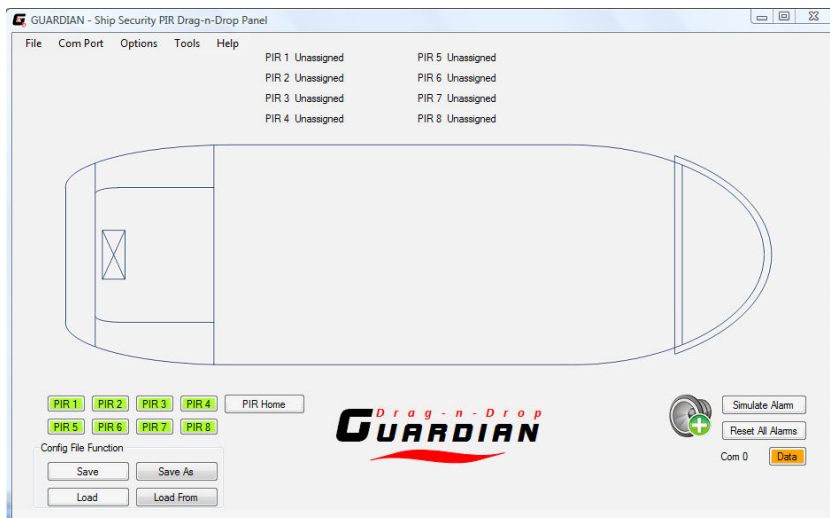 GUARDIAN - Ship Security PIR Drag-n-Drop Panel
File Com Port Options Tools Help
PIR 1 Unassigned PIR 5 Unassigned
PIR 2 Unassigned PIR 6 Unassigned
PIR 3 Unassigned PIR 7 Unassigned
PIR 4 Unassigned PIR 8 Unassigned
PIR 1 PIR 2 PIR 3 PIR 4 PIR Home
PIR 5 PIR 6 PIR 7 PIR 8
Drag-n-Drop
GUARDIAN
Simulate Alarm
Reset All Alarms
Com 0 Data
Config File Function
Save Save As
Load Load From